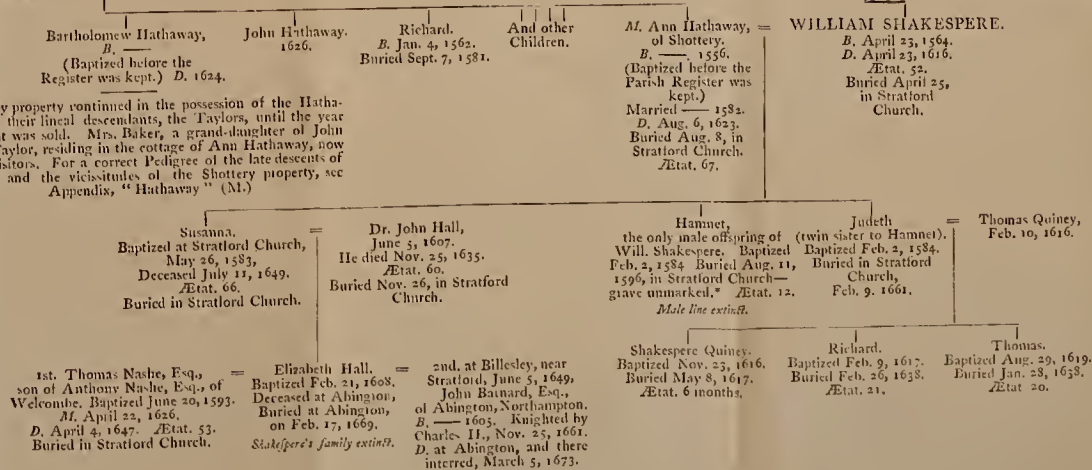 Bartholomew Hathaway,
B. ——
(Baptized before the
Register was kept.) D. 1624.
John Hathaway.
1626.
Richard.
B. Jan. 4, 1562.
Buried Sept. 7, 1581.
And other
Children.
M. Ann Hathaway, =
of Shottery.
B. ——. 1556.
(Baptized before the
Parish Register was
kept.)
Married —— 1582.
D. Aug. 6, 1623.
Buried Aug. 8, in
Stratford Church.
Ætat. 67.
WILLIAM SHAKESPERE.
B. April 23, 1564.
D. April 23, 1616.
Ætat. 52.
Buried April 25,
in Stratford
Church.
y property continued in the possession of the Hatha-
their lineal descendants, the Taylors, until the year
t was sold. Mrs. Baker, a grand-daughter of John
aylor, residing in the cottage of Ann Hathaway, now
isitors. For a correct Pedigree of the late descents of
and the vicissitudes of the Shottery property, see
Appendix, "Hathaway" (M.)
Susanna. =
Baptized at Stratford Church,
May 26, 1583,
Deceased July 11, 1649.
Ætat. 66.
Buried in Stratford Church.
Dr. John Hall,
June 5, 1607.
He died Nov. 25, 1635.
Ætat. 60.
Buried Nov. 26, in Stratford
Church.
Hamnet,
the only male offspring of
Will. Shakespere. Baptized
Feb. 2, 1584 Buried Aug. 11,
1596, in Stratford Church—
grave unmarked.* Ætat. 12.
Male line extinct.
Judeth =
(twin sister to Hamnet).
Baptized Feb. 2, 1584.
Buried in Stratford
Church,
Feb. 9. 1661.
Thomas Quiney,
Feb. 10, 1616.
Shakespere Quiney.
Baptized Nov. 23, 1616.
Buried May 8, 1617.
Ætat. 6 months.
Richard.
Baptized Feb. 9, 1617.
Buried Feb. 26, 1638.
Ætat. 21.
Thomas.
Baptized Aug. 29, 1619.
Buried Jan. 28, 1638.
Ætat 20.
1st. Thomas Nashe, Esq., =
son of Anthony Nashe, Esq., of
Welcombe. Baptized June 20, 1593.
M. April 22, 1626.
D. April 4, 1647. Ætat. 53.
Buried in Stratford Church.
Elizabeth Hall. =
Baptized Feb. 21, 1608.
Deceased at Abington,
Buried at Abington,
on Feb. 17, 1669.
Shakespere's family extinct.
2nd. at Billesley, near
Stratford, June 5, 1649,
John Barnard, Esq.,
of Abington, Northampton.
B. —— 1605. Knighted by
Charles II., Nov. 25, 1661.
D. at Abington, and there
interred, March 5, 1673.